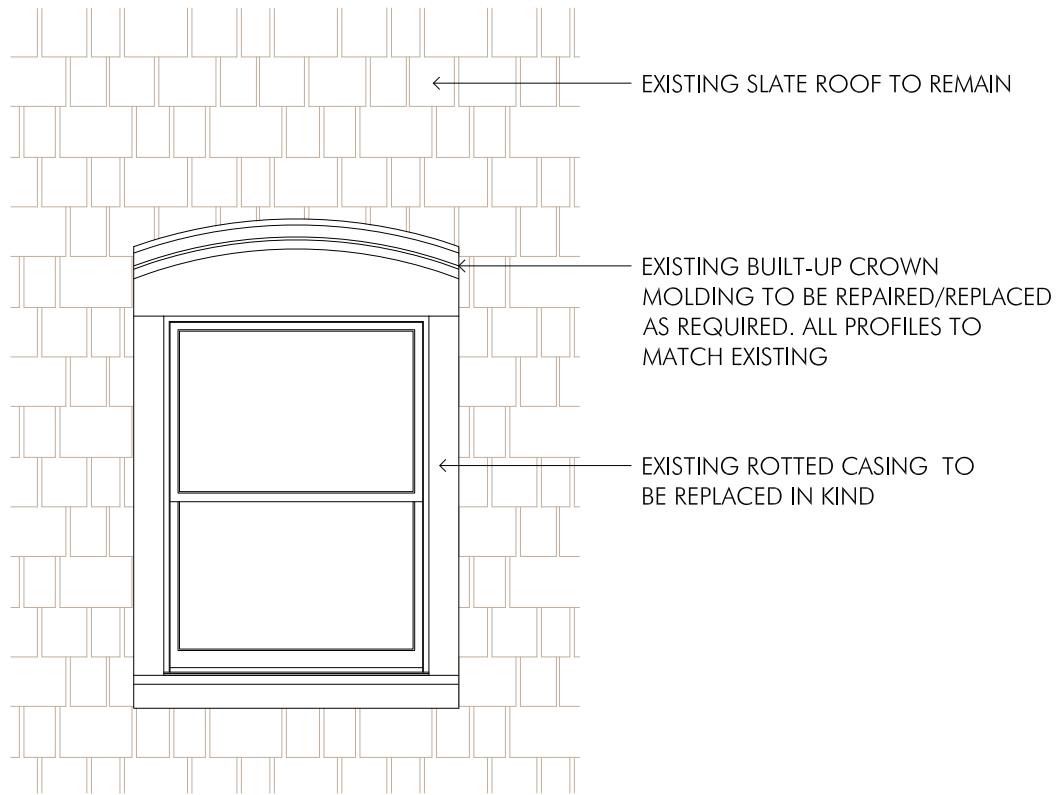 EXISTING SLATE ROOF TO REMAIN
EXISTING BUILT-UP CROWN
MOLDING TO BE REPAIRED/REPLACED
AS REQUIRED. ALL PROFILES TO
MATCH EXISTING
EXISTING ROTTED CASING TO
BE REPLACED IN KIND